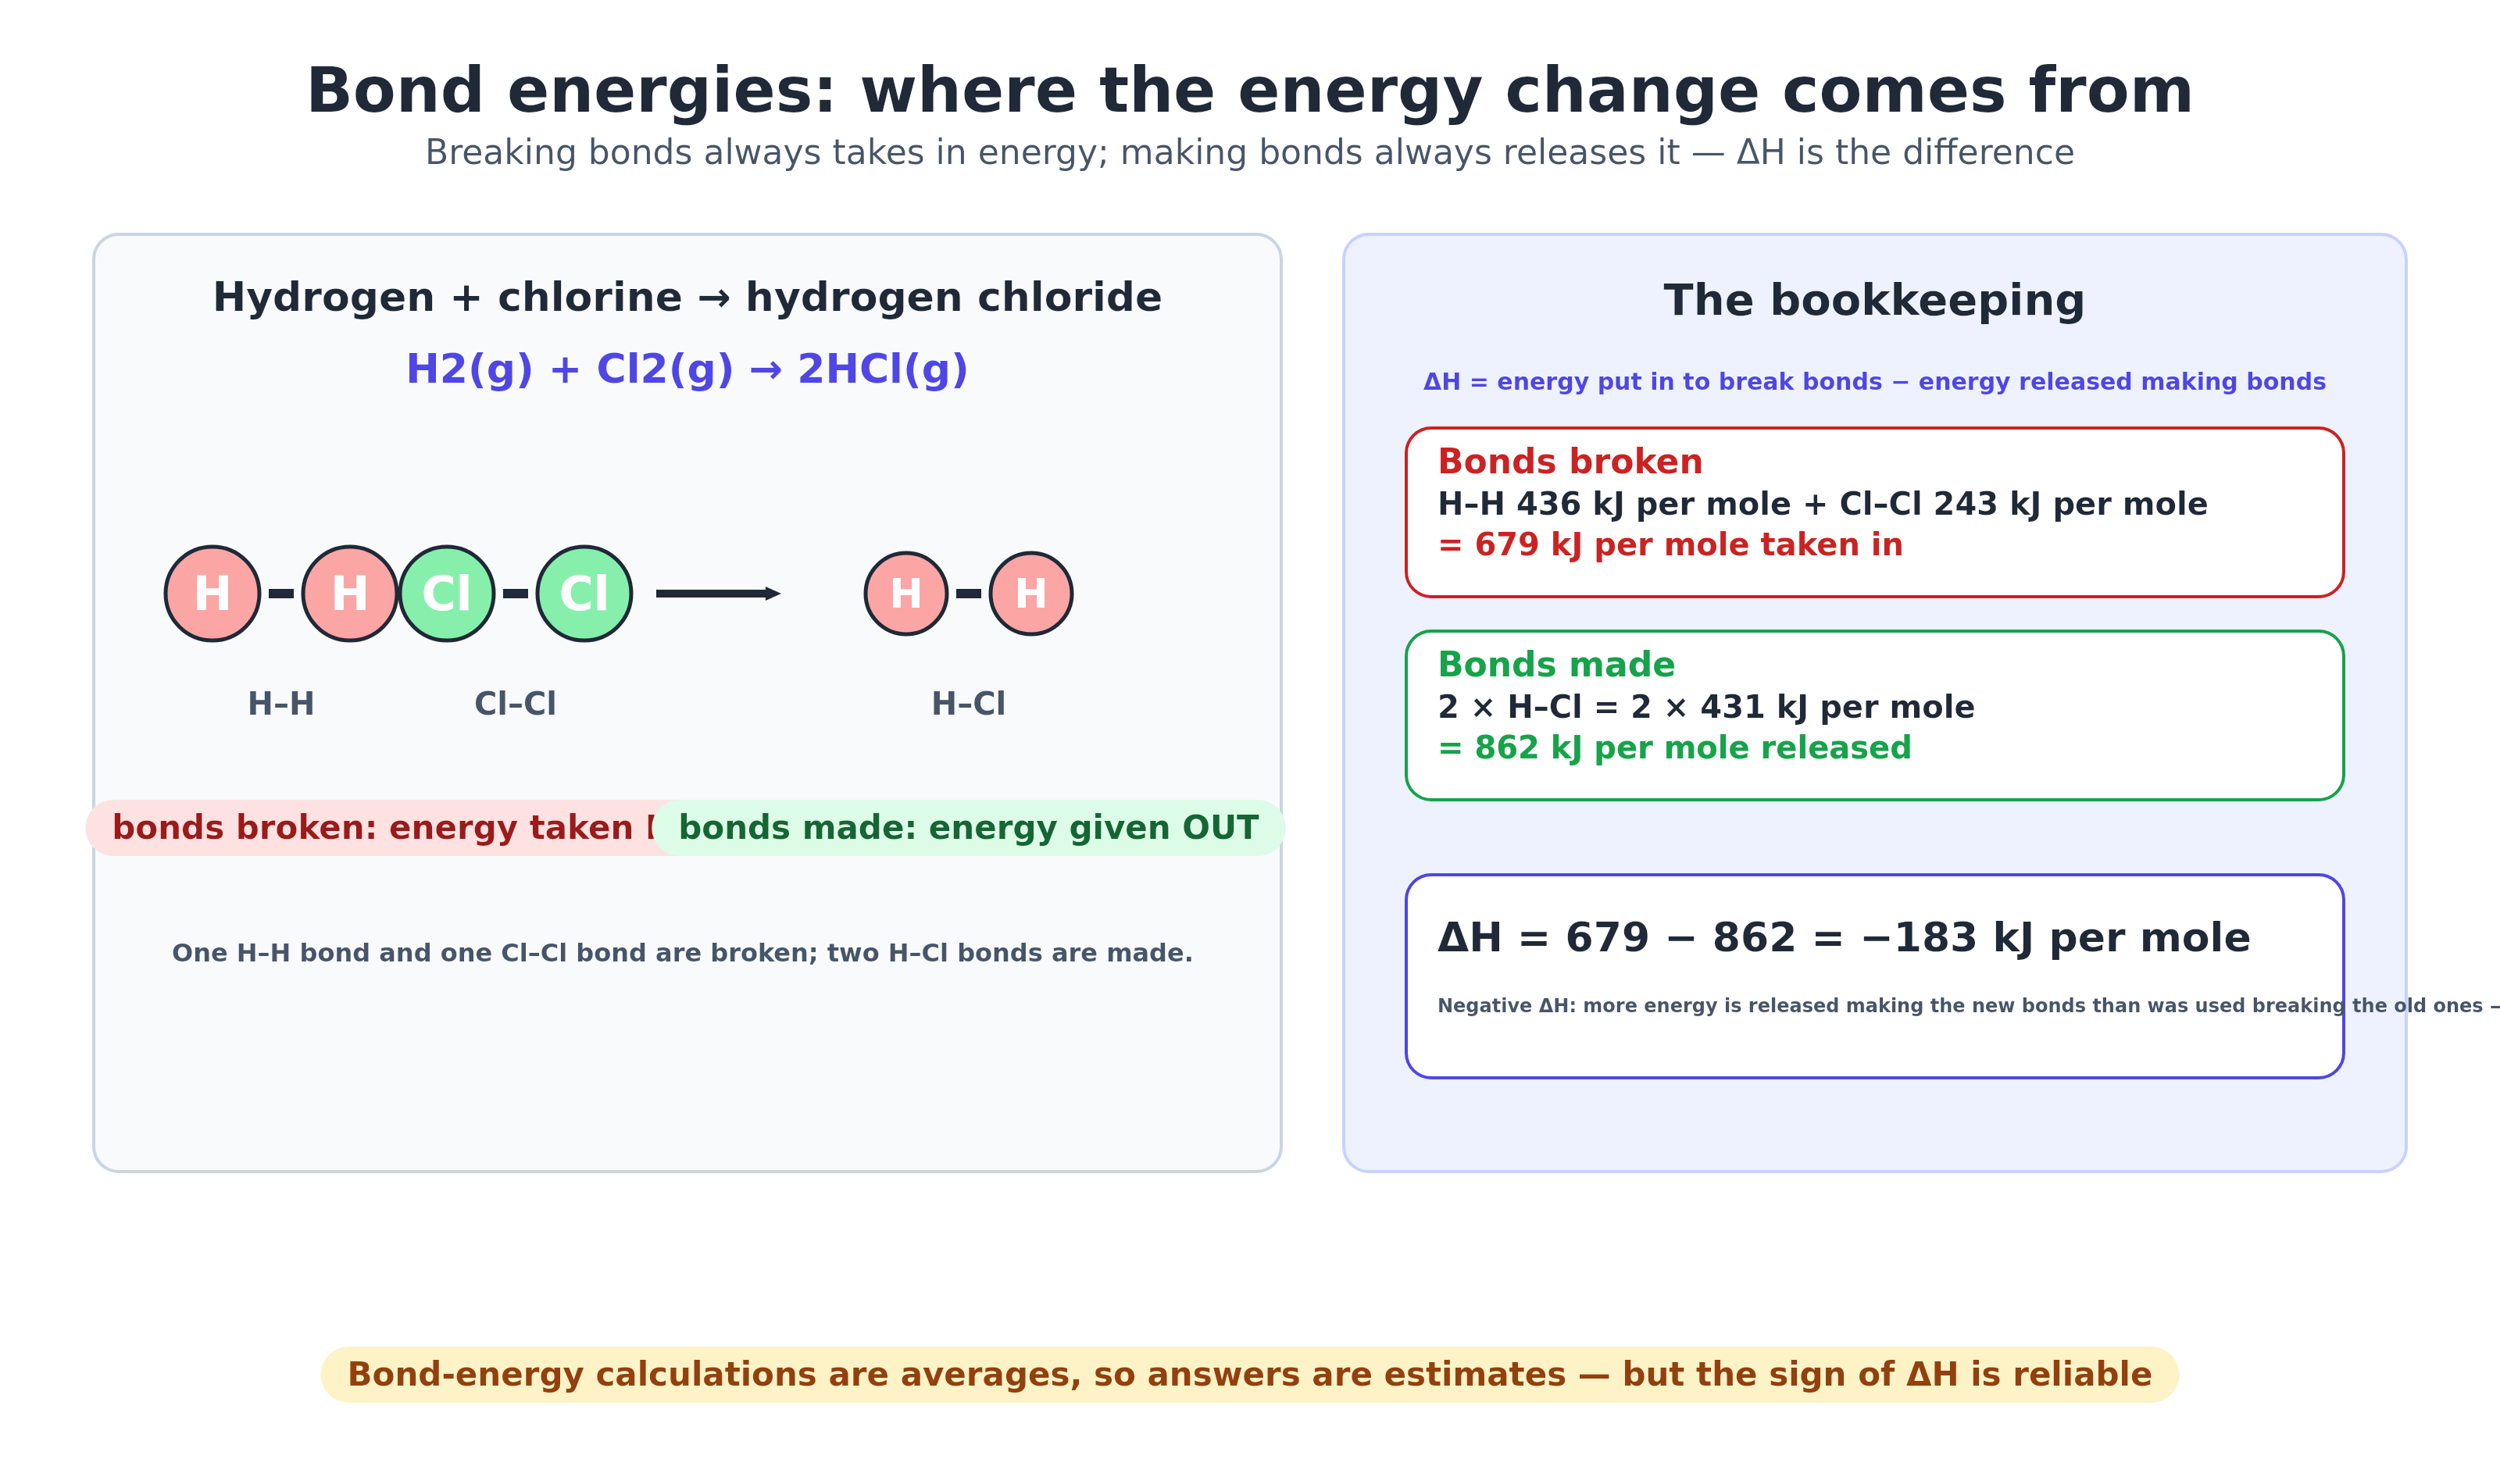 Bond energies: where the energy change comes from
Breaking bonds always takes in energy; making bonds always releases it — ΔH is the difference
Hydrogen + chlorine → hydrogen chloride
H2(g) + Cl2(g) → 2HCl(g)
H H Cl Cl H H
H–H Cl–Cl H–Cl
bonds broken: energy taken
bonds made: energy given OUT
One H–H bond and one Cl–Cl bond are broken; two H–Cl bonds are made.
The bookkeeping
ΔH = energy put in to break bonds − energy released making bonds
Bonds broken
H–H 436 kJ per mole + Cl–Cl 243 kJ per mole
= 679 kJ per mole taken in
Bonds made
2 × H–Cl = 2 × 431 kJ per mole
= 862 kJ per mole released
ΔH = 679 − 862 = −183 kJ per mole
Negative ΔH: more energy is released making the new bonds than was used breaking the old ones —
Bond-energy calculations are averages, so answers are estimates — but the sign of ΔH is reliable